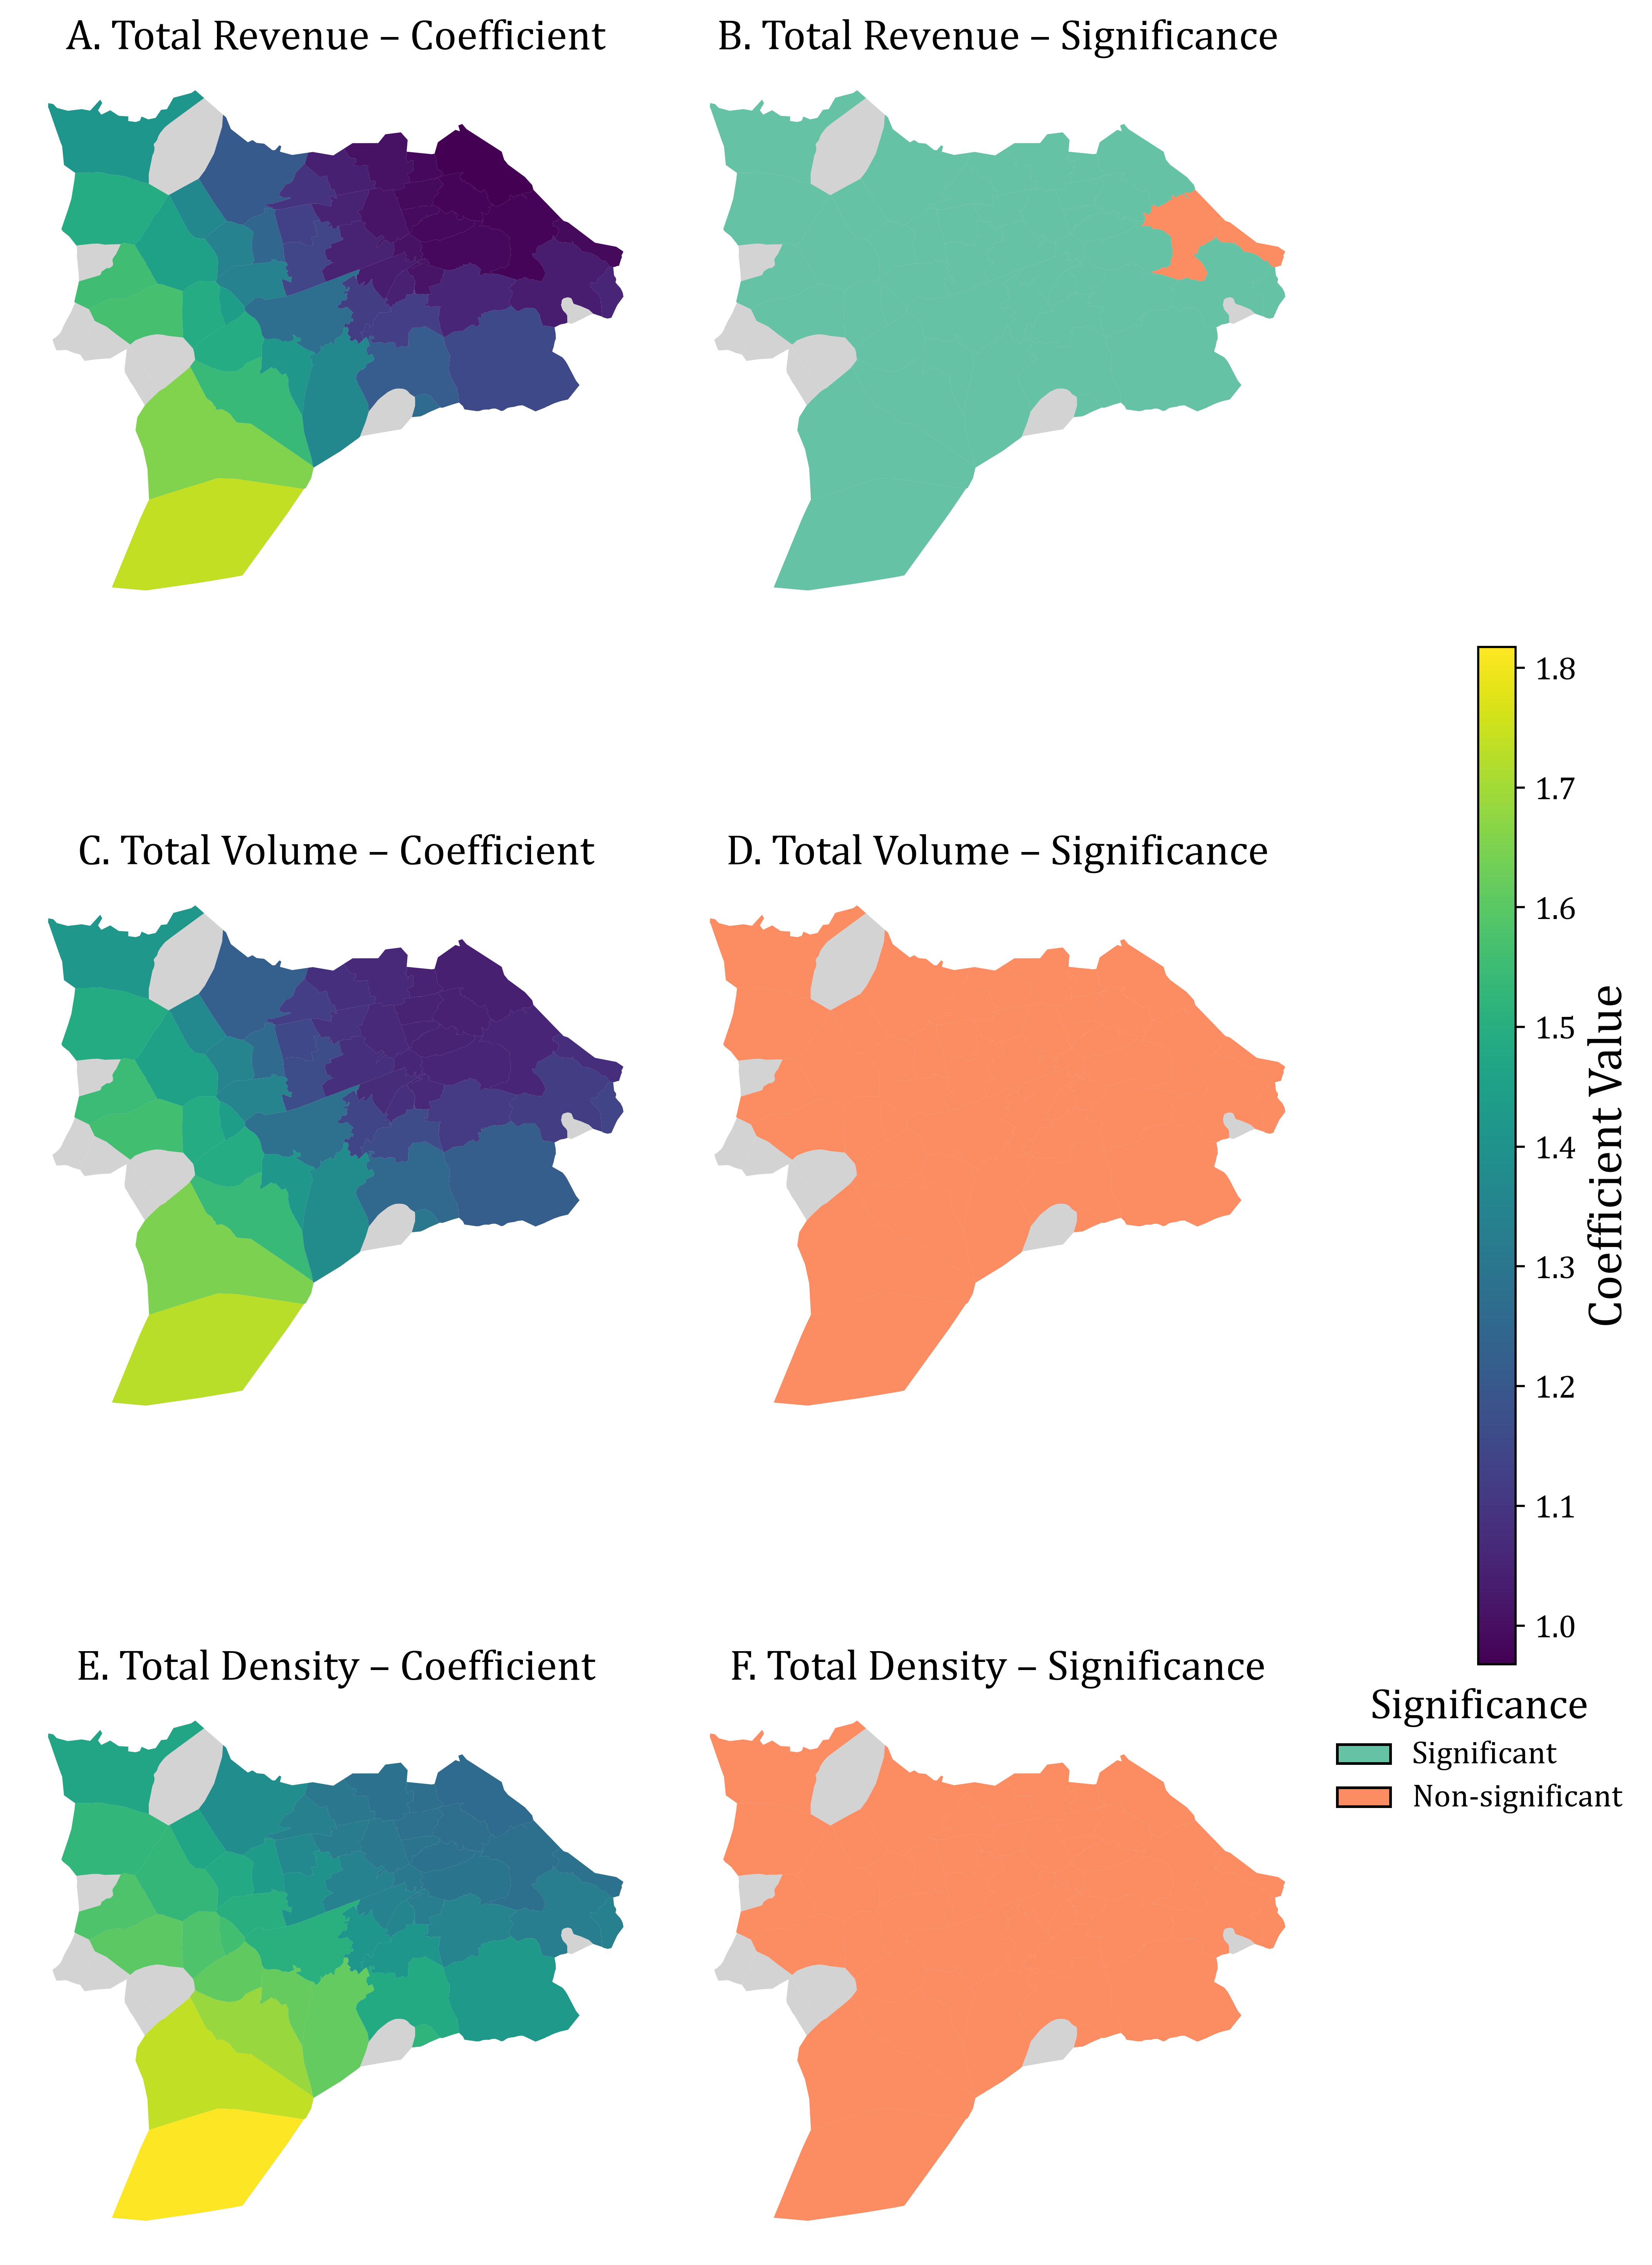 A. Total Revenue – Coefficient
B. Total Revenue – Significance
C. Total Volume – Coefficient
D. Total Volume – Significance
E. Total Density – Coefficient
F. Total Density – Significance
1.8
1.7
1.6
1.5
1.4
1.3
1.2
1.1
1.0
Coefficient Value
Significance
Significant
Non-significant